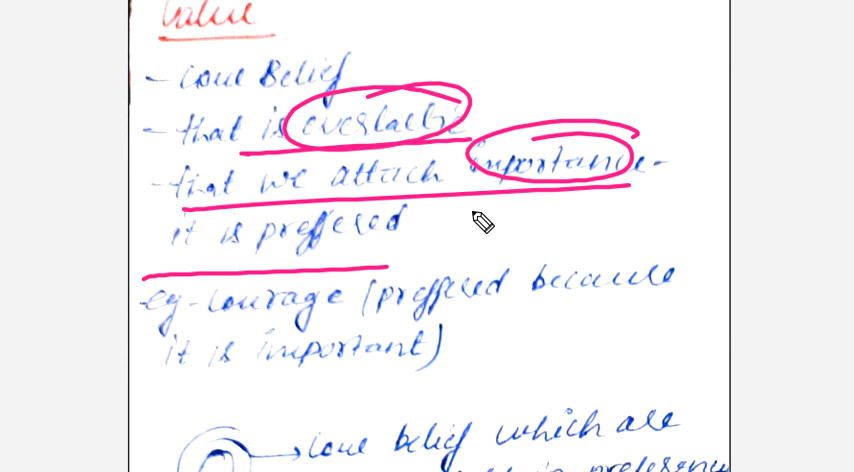 Value
- Core Belief
- that is everlasting
- that we attach importance -
it is preffered
eg - courage (preffered because
it is important)
→ core belief which are
preference